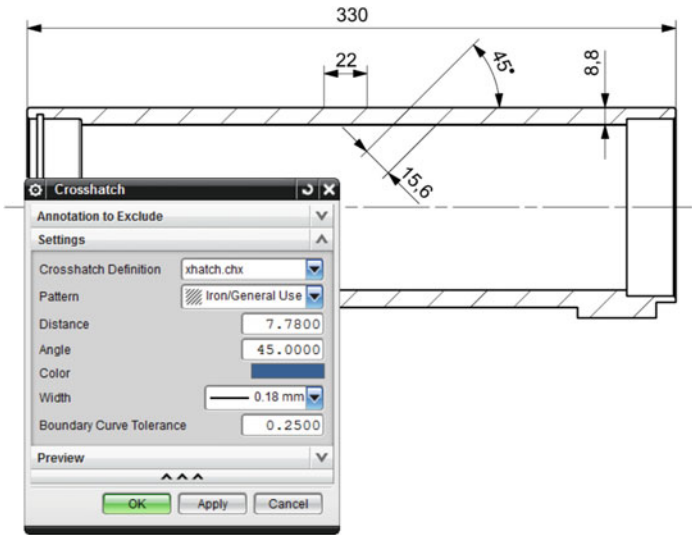 330
22
45°
8,8
15,6
Crosshatch
Annotation to Exclude
Settings
Crosshatch Definition xhatch.chx
Pattern Iron/General Use
Distance 7.7800
Angle 45.0000
Color
Width 0.18 mm
Boundary Curve Tolerance 0.2500
Preview
OK Apply Cancel